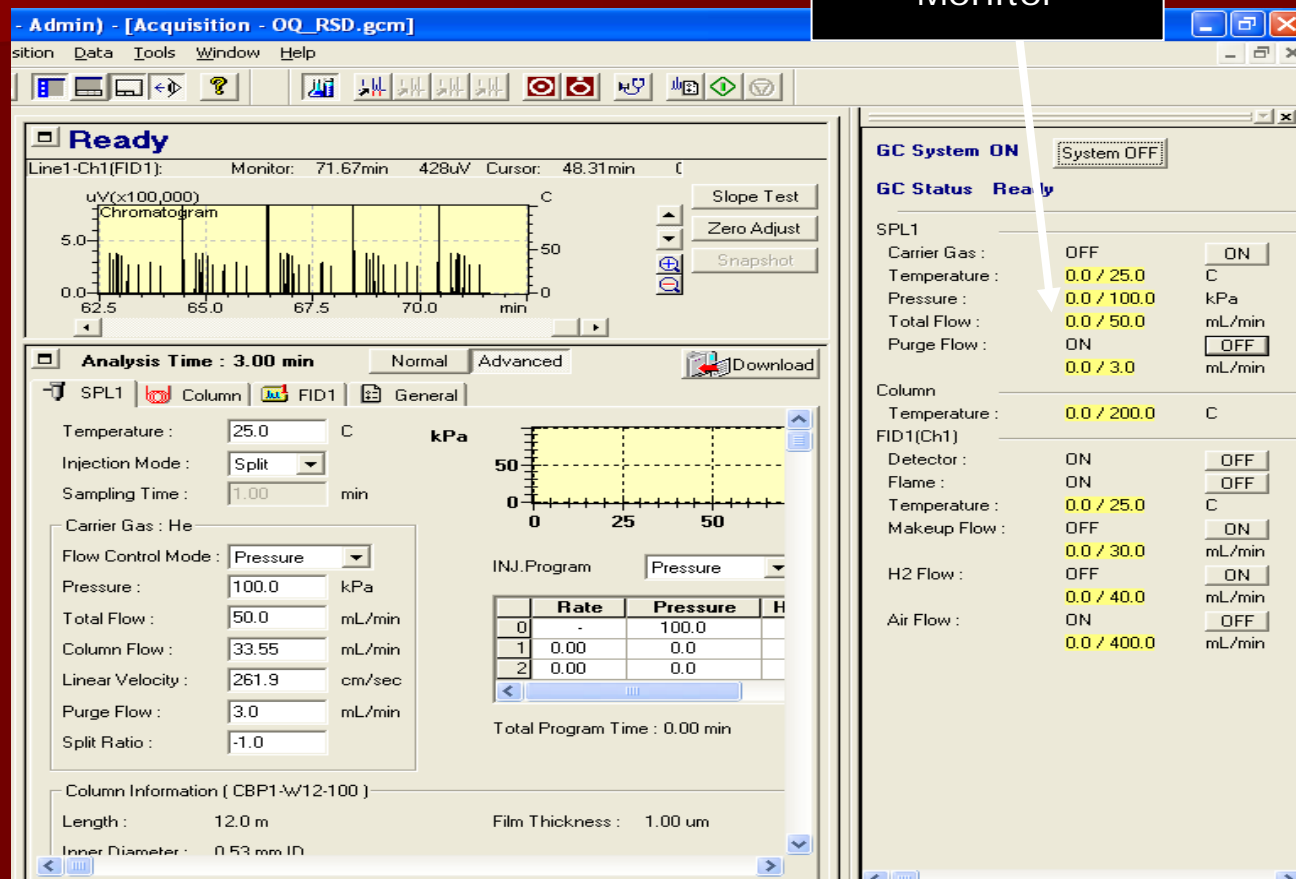 Monitor
- Admin) - [Acquisition - OQ_RSD.gcm]
sition Data Tools Window Help
Ready
Line1-Ch1(FID1): Monitor: 71.67min 428uV Cursor: 48.31min
uV(x100,000) C
Chromatogram
5.0 50
0.0 0
62.5 65.0 67.5 70.0 min
Slope Test
Zero Adjust
Snapshot
Analysis Time : 3.00 min Normal Advanced Download
SPL1 Column FID1 General
Temperature : 25.0 C
Injection Mode : Split
Sampling Time : 1.00 min
Carrier Gas : He
Flow Control Mode : Pressure
Pressure : 100.0 kPa
Total Flow : 50.0 mL/min
Column Flow : 33.55 mL/min
Linear Velocity : 261.9 cm/sec
Purge Flow : 3.0 mL/min
Split Ratio : -1.0
kPa
50
0
0 25 50
INJ.Program Pressure
Rate Pressure H
0 - 100.0
1 0.00 0.0
2 0.00 0.0
Total Program Time : 0.00 min
Column Information ( CBP1-W12-100 )
Length : 12.0 m Film Thickness : 1.00 um
Inner Diameter : 0.53 mm ID
GC System ON System OFF
GC Status Ready
SPL1
Carrier Gas : OFF ON
Temperature : 0.0 / 25.0 C
Pressure : 0.0 / 100.0 kPa
Total Flow : 0.0 / 50.0 mL/min
Purge Flow : ON OFF
0.0 / 3.0 mL/min
Column
Temperature : 0.0 / 200.0 C
FID1(Ch1)
Detector : ON OFF
Flame : ON OFF
Temperature : 0.0 / 25.0 C
Makeup Flow : OFF ON
0.0 / 30.0 mL/min
H2 Flow : OFF ON
0.0 / 40.0 mL/min
Air Flow : ON OFF
0.0 / 400.0 mL/min